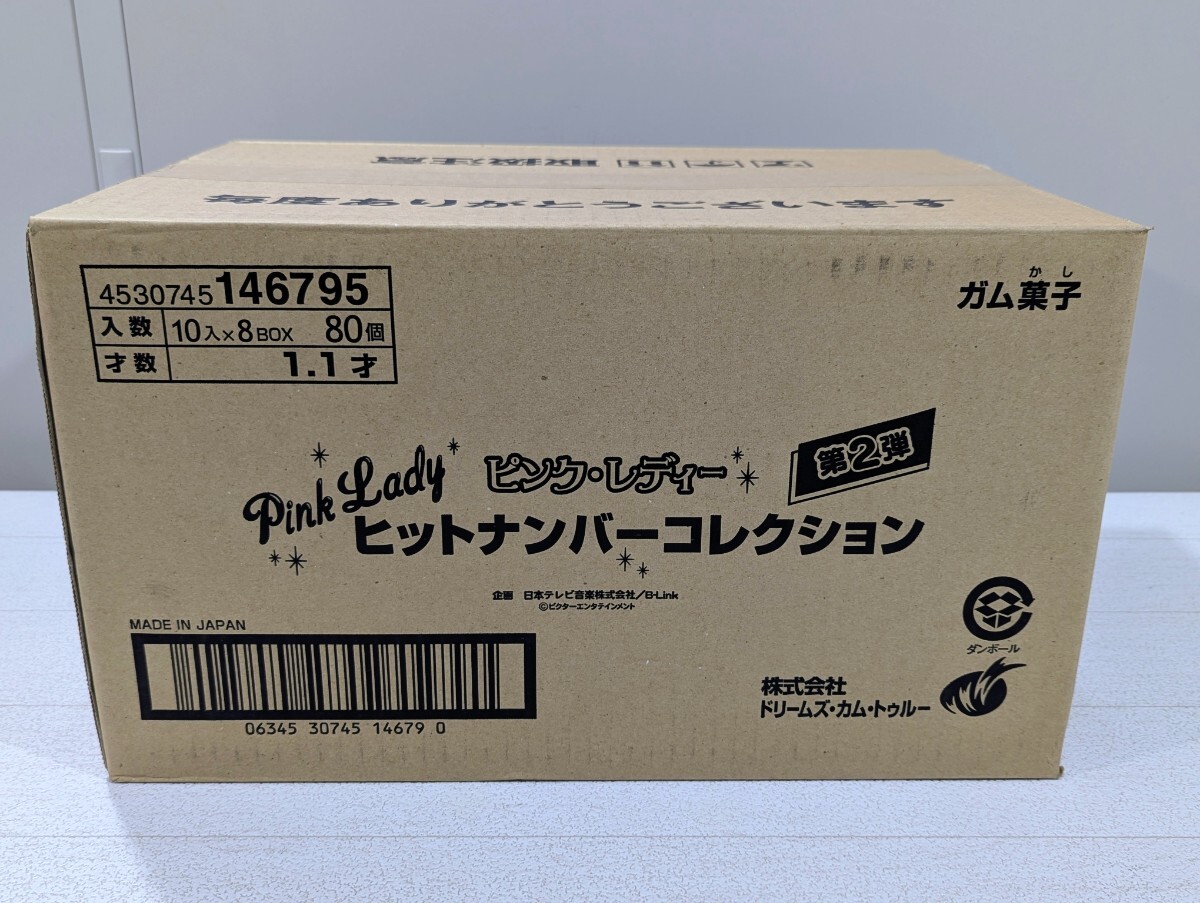 取扱注意
毎度ありがとうございます
4530745146795
入数 10入×8BOX 80個
才数 1.1才
かし
ガム菓子
Pink Lady ピンク・レディー 第2弾
ヒットナンバーコレクション
企画 日本テレビ音楽株式会社/B-Link
©ビクターエンタテインメント
MADE IN JAPAN
06345 30745 14679 0
ダンボール
株式会社
ドリームズ・カム・トゥルー